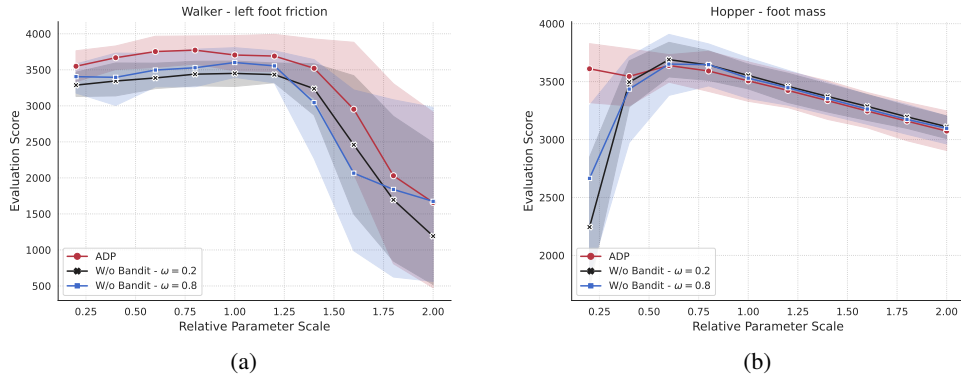 Walker - left foot friction
Evaluation Score
4000
3500
3000
2500
2000
1500
1000
500
ADP
W/o Bandit - ω = 0.2
W/o Bandit - ω = 0.8
0.25 0.50 0.75 1.00 1.25 1.50 1.75 2.00
Relative Parameter Scale
(a)
Hopper - foot mass
Evaluation Score
4000
3500
3000
2500
2000
ADP
W/o Bandit - ω = 0.2
W/o Bandit - ω = 0.8
0.25 0.50 0.75 1.00 1.25 1.50 1.75 2.00
Relative Parameter Scale
(b)